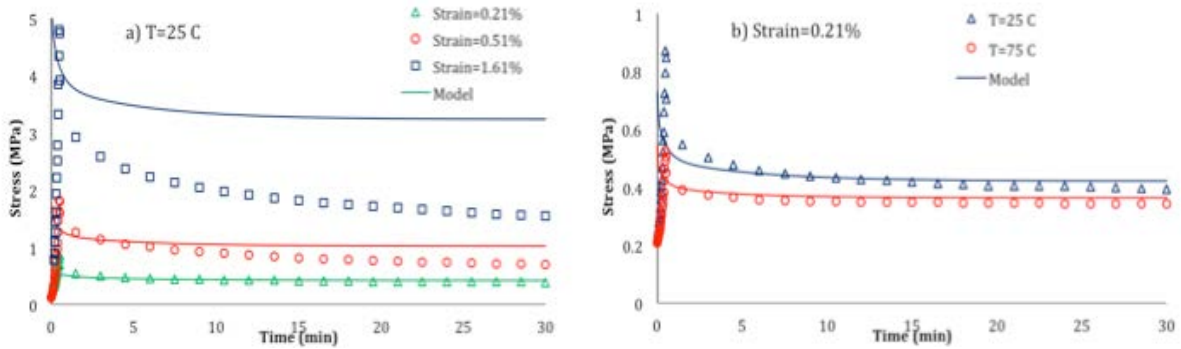 a) T=25 C
Strain=0.21%
Strain=0.51%
Strain=1.61%
Model
Stress (MPa)
5
4
3
2
1
0
0 5 10 15 20 25 30
Time (min)
b) Strain=0.21%
T=25 C
T=75 C
Model
Stress (MPa)
1
0.8
0.6
0.4
0.2
0
0 5 10 15 20 25 30
Time (min)